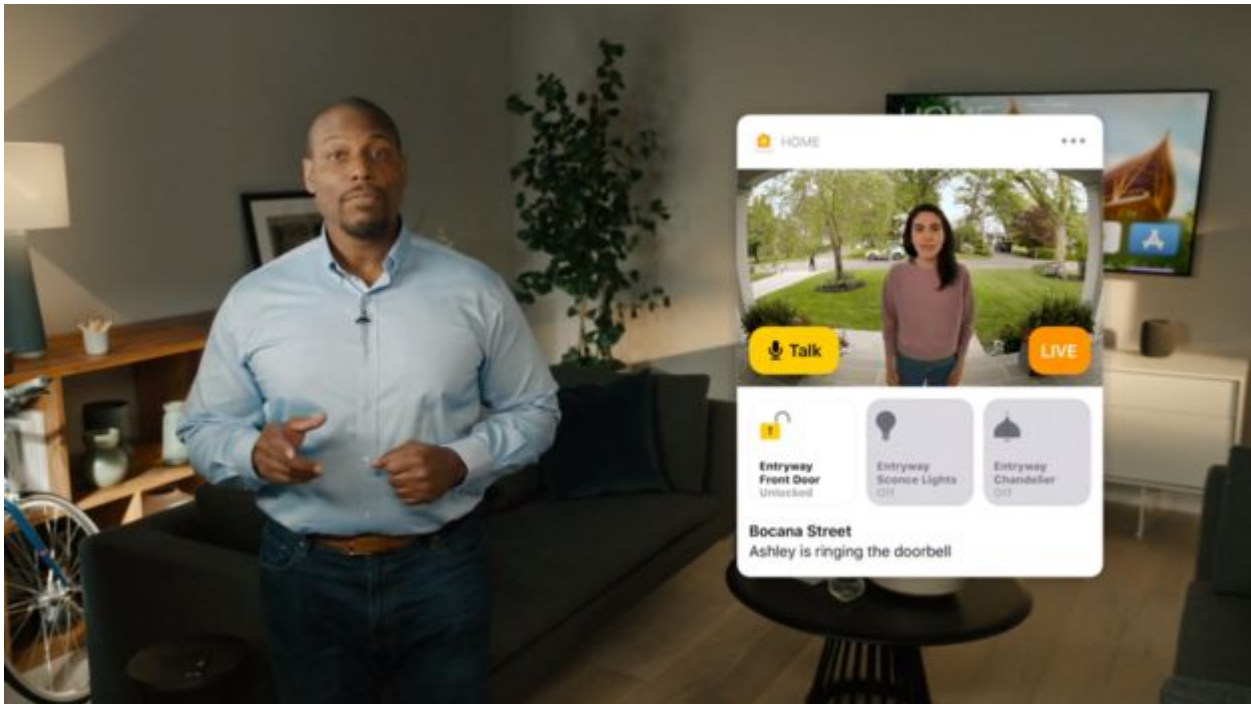 HOME
HOME
Talk
LIVE
Entryway
Front Door
Unlocked
Entryway
Sconce Lights
Off
Entryway
Chandelier
Off
Bocana Street
Ashley is ringing the doorbell